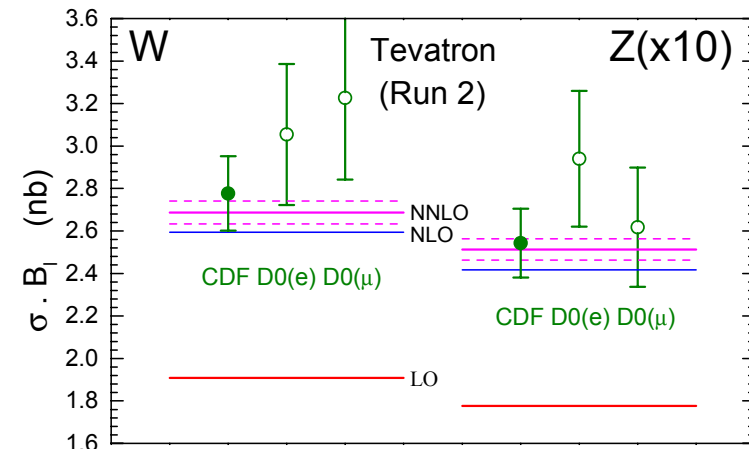 W
Tevatron
(Run 2)
Z(x10)
σ . B_l (nb)
3.6
3.4
3.2
3.0
2.8
2.6
2.4
2.2
2.0
1.8
1.6
NNLO
NLO
CDF D0(e) D0(μ)
CDF D0(e) D0(μ)
LO